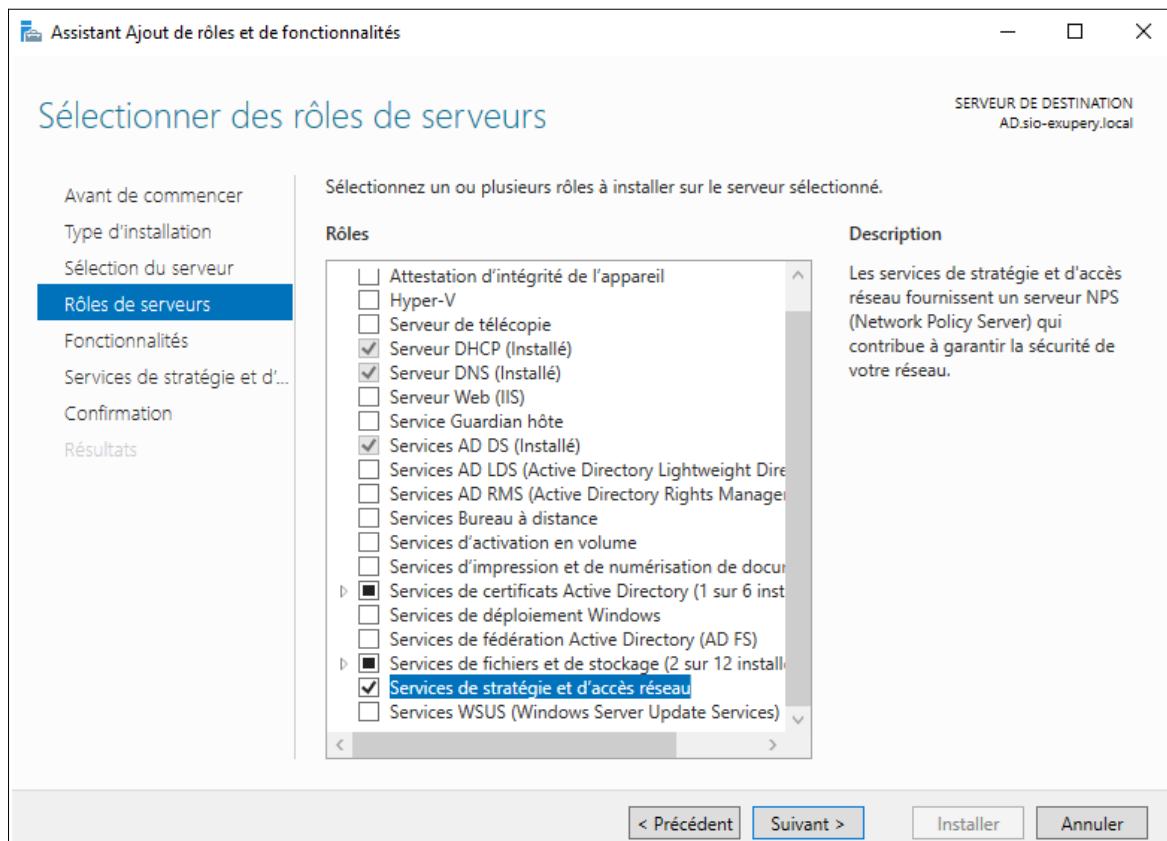 Assistant Ajout de rôles et de fonctionnalités
Sélectionner des rôles de serveurs
SERVEUR DE DESTINATION
AD.sio-exupery.local
Avant de commencer
Type d'installation
Sélection du serveur
Rôles de serveurs
Fonctionnalités
Services de stratégie et d'...
Confirmation
Résultats
Sélectionnez un ou plusieurs rôles à installer sur le serveur sélectionné.
Rôles
Attestation d'intégrité de l'appareil
Hyper-V
Serveur de télécopie
Serveur DHCP (Installé)
Serveur DNS (Installé)
Serveur Web (IIS)
Service Guardian hôte
Services AD DS (Installé)
Services AD LDS (Active Directory Lightweight Dire
Services AD RMS (Active Directory Rights Manager
Services Bureau à distance
Services d'activation en volume
Services d'impression et de numérisation de docur
Services de certificats Active Directory (1 sur 6 inst
Services de déploiement Windows
Services de fédération Active Directory (AD FS)
Services de fichiers et de stockage (2 sur 12 install
Services de stratégie et d'accès réseau
Services WSUS (Windows Server Update Services)
Description
Les services de stratégie et d'accès
réseau fournissent un serveur NPS
(Network Policy Server) qui
contribue à garantir la sécurité de
votre réseau.
< Précédent
Suivant >
Installer
Annuler